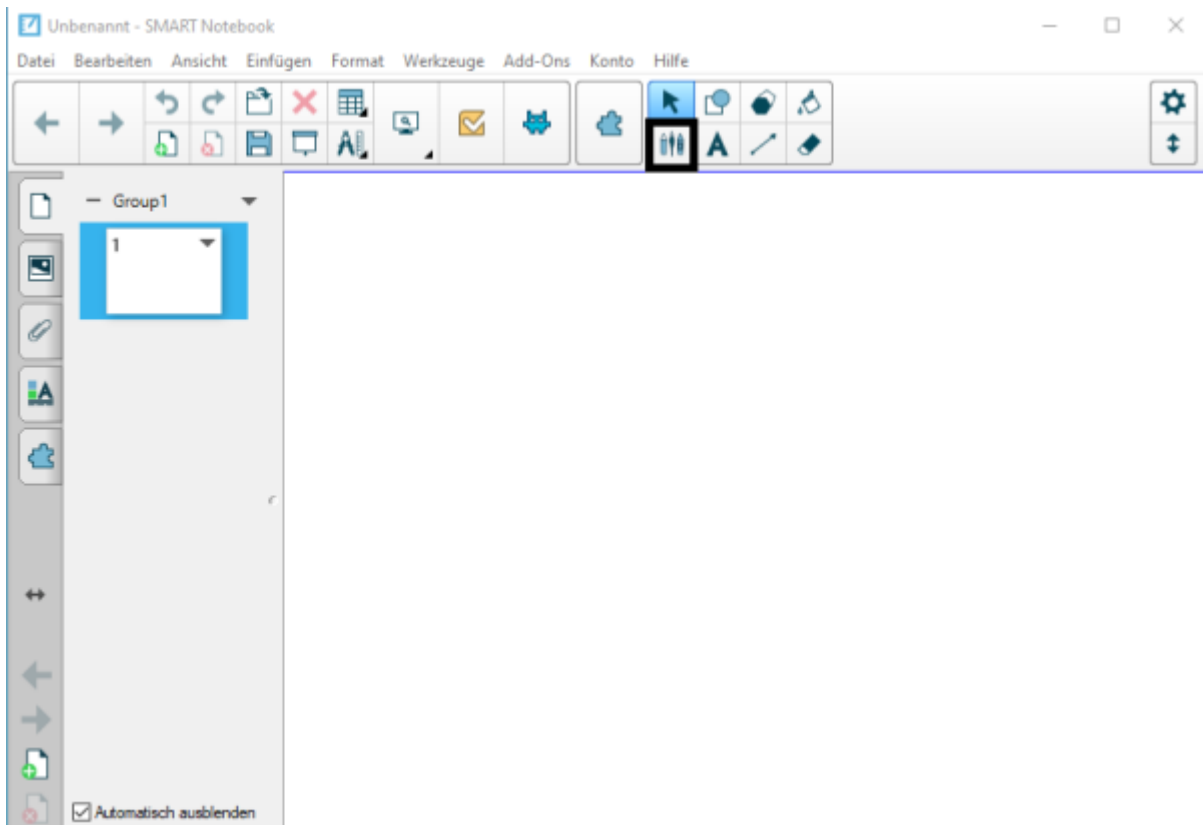 Unbenannt - SMART Notebook
Datei Bearbeiten Ansicht Einfügen Format Werkzeuge Add-Ons Konto Hilfe
Group1
1
Automatisch ausblenden